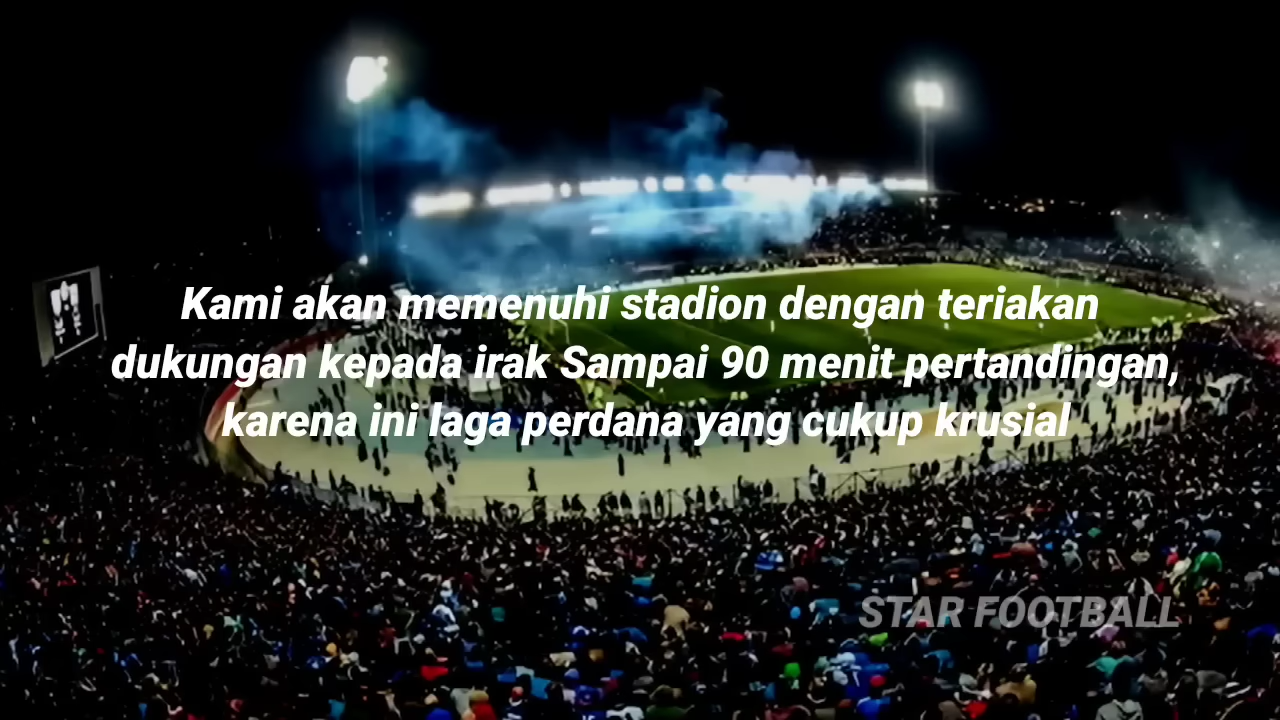 Kami akan memenuhi stadion dengan teriakan
dukungan kepada irak Sampai 90 menit pertandingan,
karena ini laga perdana yang cukup krusial
STAR FOOTBALL